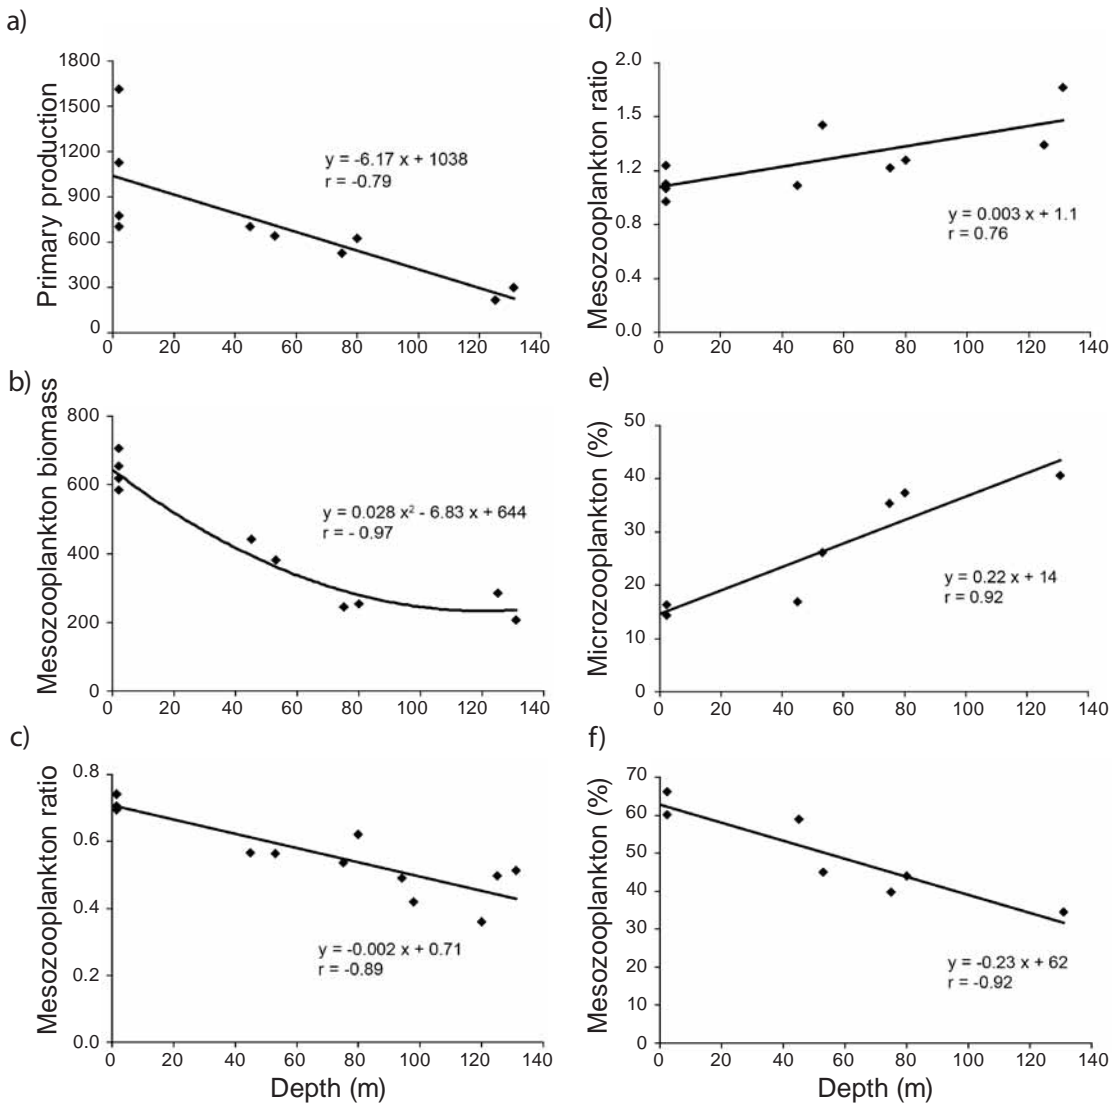 a)
Primary production
1800
1500
1200
900
600
300
0
y = -6.17 x + 1038
r = -0.79
0 20 40 60 80 100 120 140
b)
Mesozooplankton biomass
800
600
400
200
0
y = 0.028 x² - 6.83 x + 644
r = - 0.97
0 20 40 60 80 100 120 140
c)
Mesozooplankton ratio
0.8
0.6
0.4
0.2
0.0
y = -0.002 x + 0.71
r = -0.89
0 20 40 60 80 100 120 140
Depth (m)
d)
Mesozooplankton ratio
2.0
1.5
1.2
0.8
0.4
0.0
y = 0.003 x + 1.1
r = 0.76
0 20 40 60 80 100 120 140
e)
Microzooplankton (%)
50
40
30
20
10
0
y = 0.22 x + 14
r = 0.92
0 20 40 60 80 100 120 140
f)
Mesozooplankton (%)
70
60
50
40
30
20
10
0
y = -0.23 x + 62
r = -0.92
0 20 40 60 80 100 120 140
Depth (m)